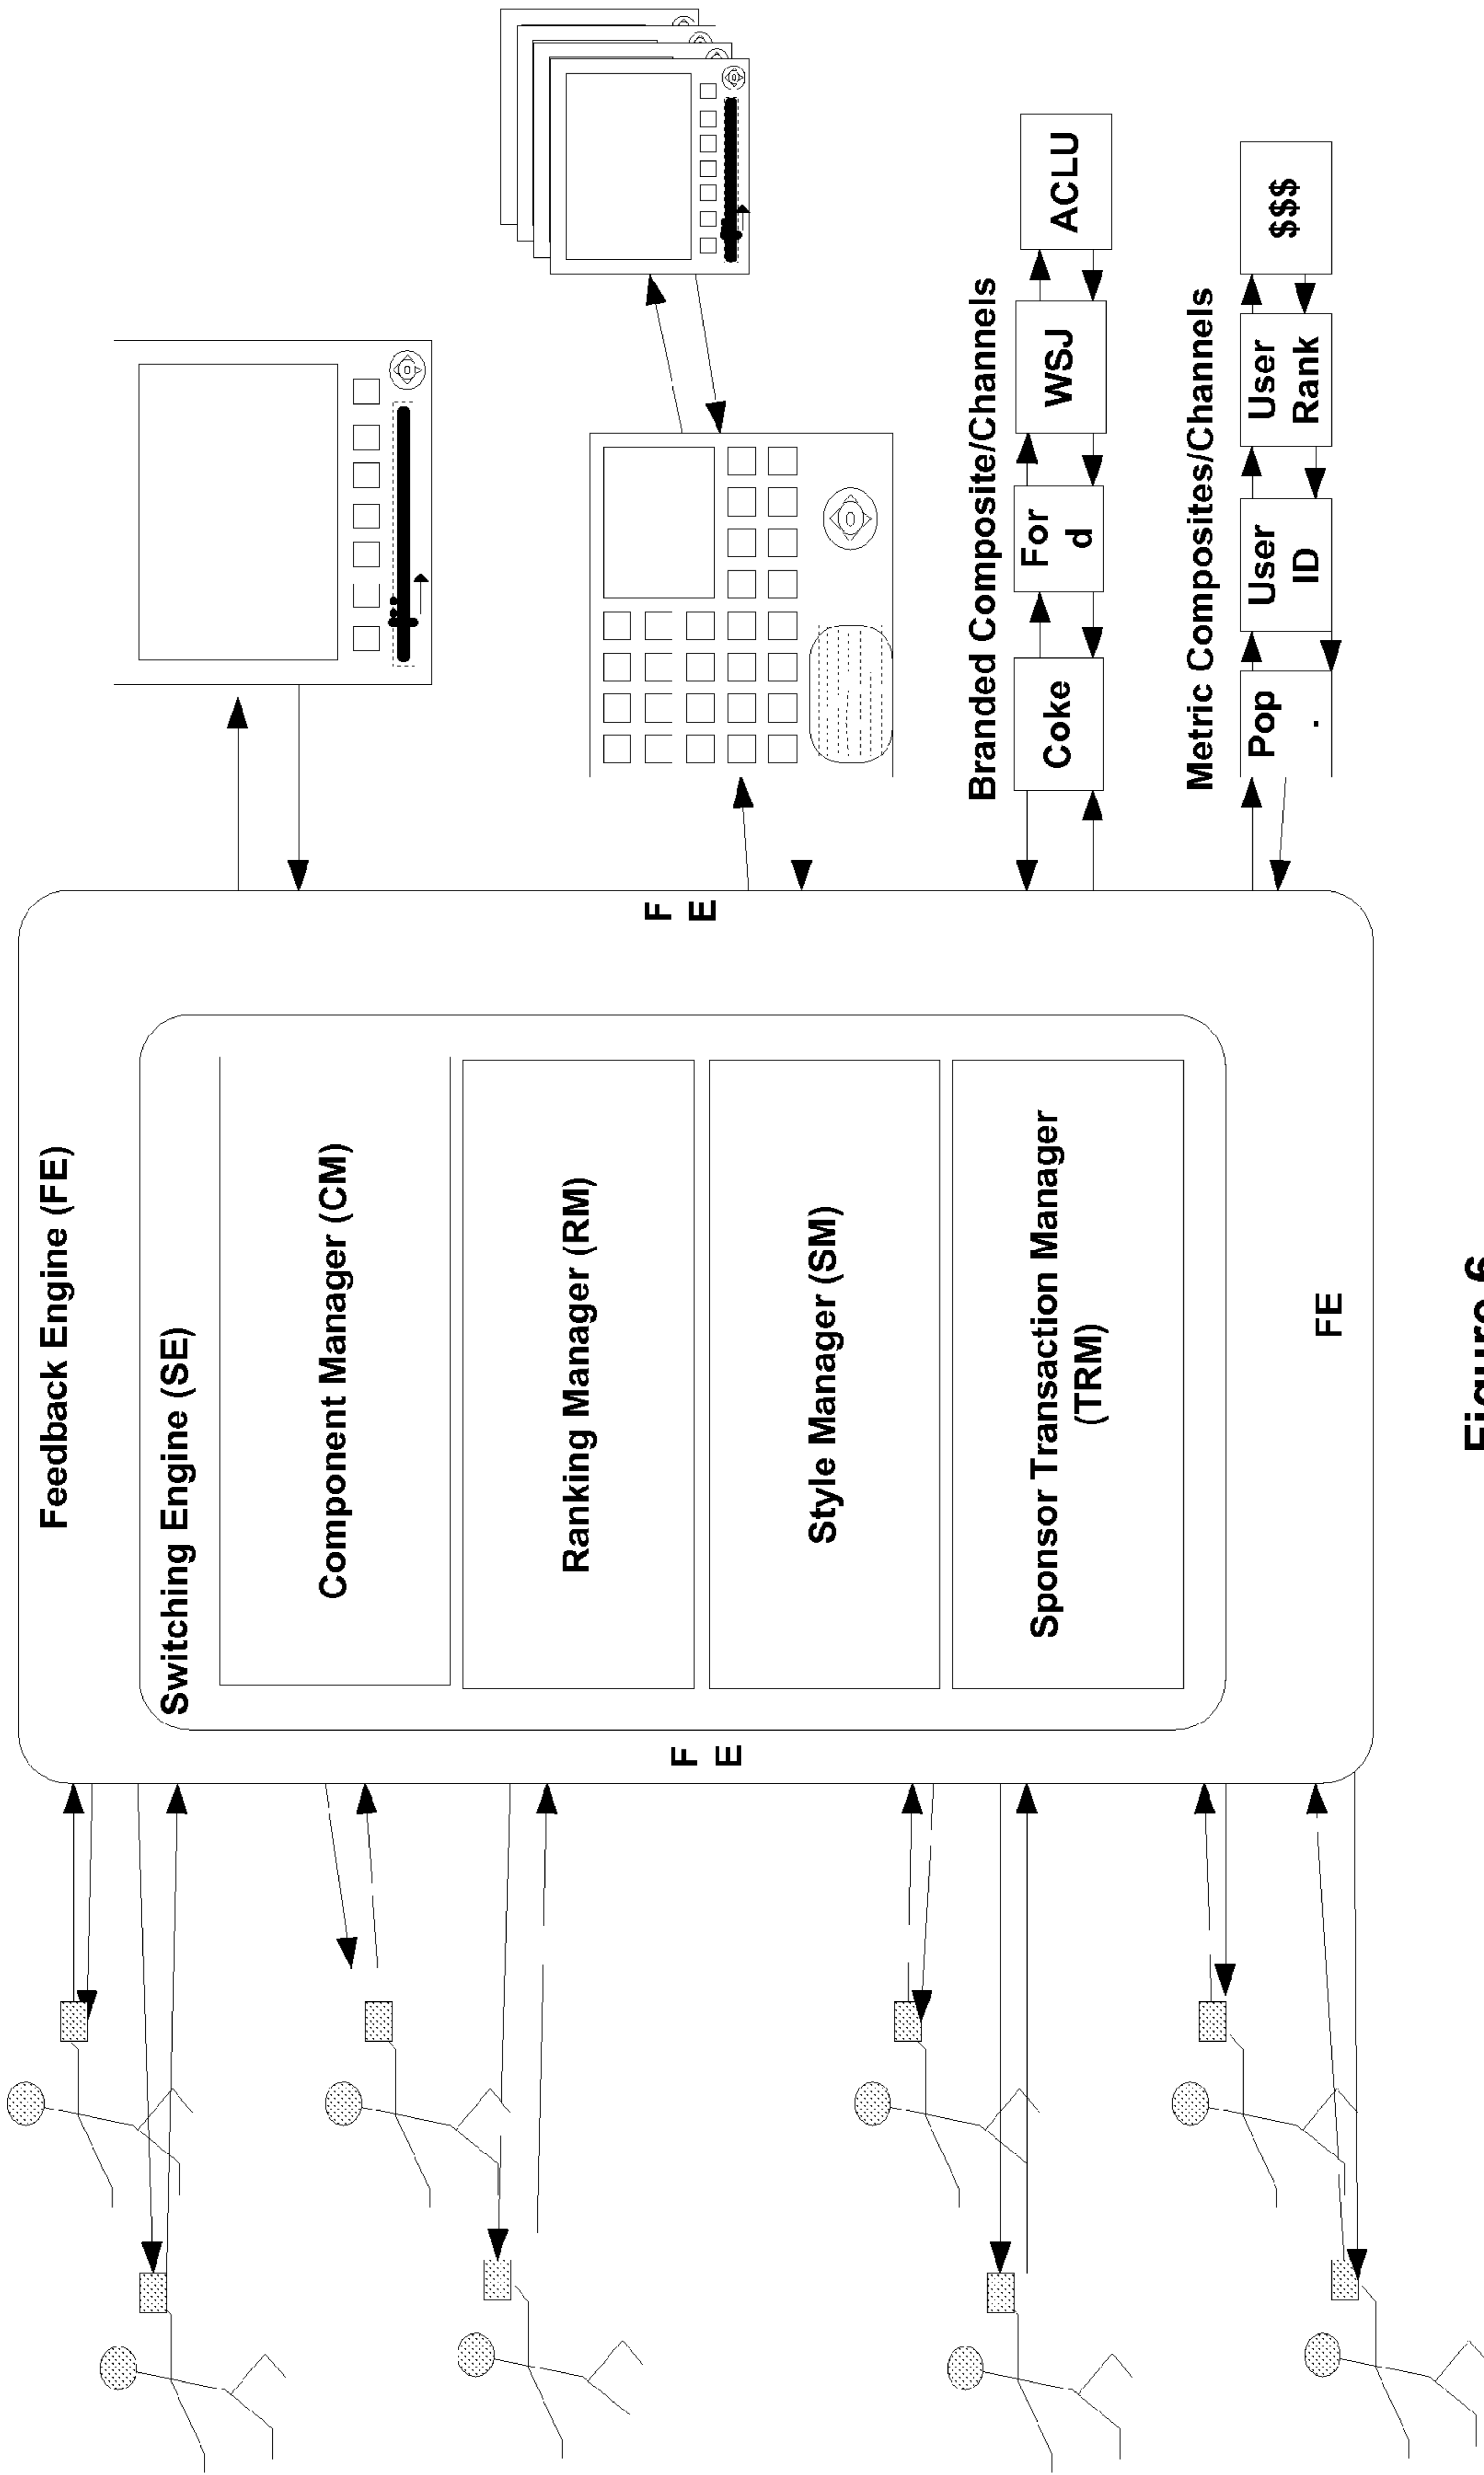 Feedback Engine (FE)
Switching Engine (SE)
Component Manager (CM)
Ranking Manager (RM)
Style Manager (SM)
Sponsor Transaction Manager
(TRM)
F
E
F
E
FE
Branded Composite/Channels
Coke
For
d
WSJ
ACLU
Metric Composites/Channels
Pop
.
User
ID
User
Rank
$$$
Figure 6